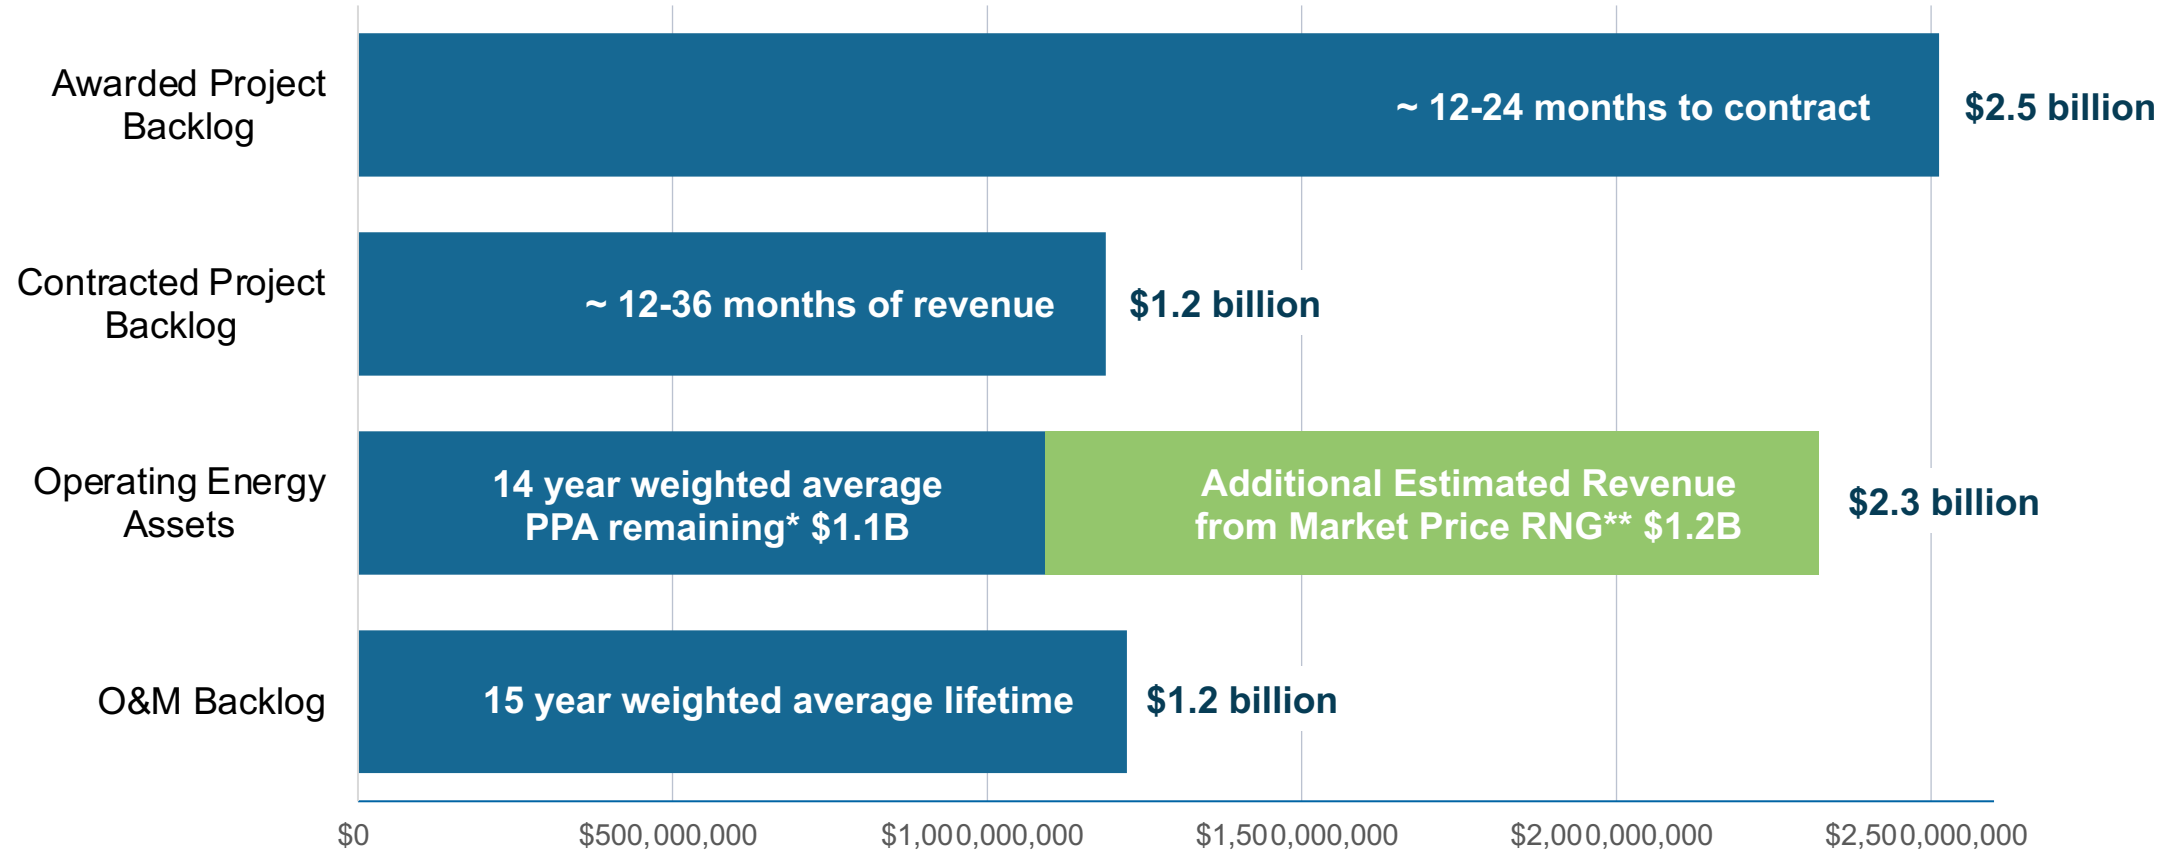 Awarded Project
Backlog
~ 12-24 months to contract
$2.5 billion
Contracted Project
Backlog
~ 12-36 months of revenue
$1.2 billion
Operating Energy
Assets
14 year weighted average
PPA remaining* $1.1B
Additional Estimated Revenue
from Market Price RNG** $1.2B
$2.3 billion
O&M Backlog
15 year weighted average lifetime
$1.2 billion
$0
$500,000,000
$1,000,000,000
$1,500,000,000
$2,000,000,000
$2,500,000,000